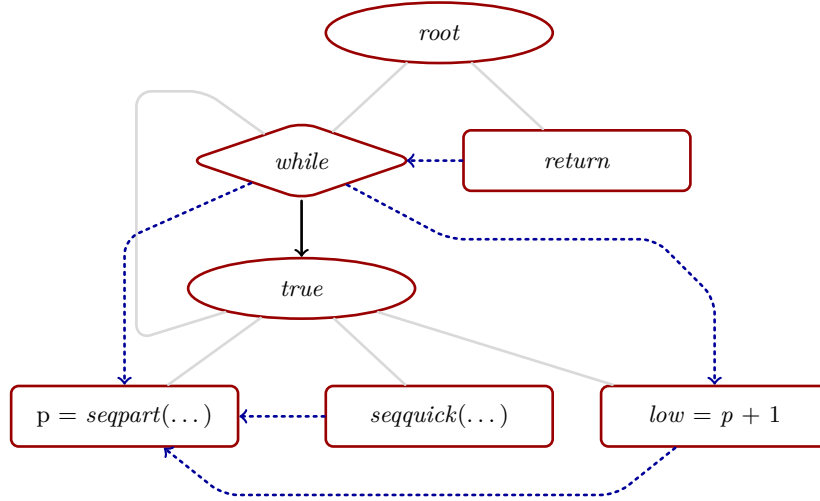 root
while
return
true
p = seqpart(...)
seqquick(...)
low = p + 1